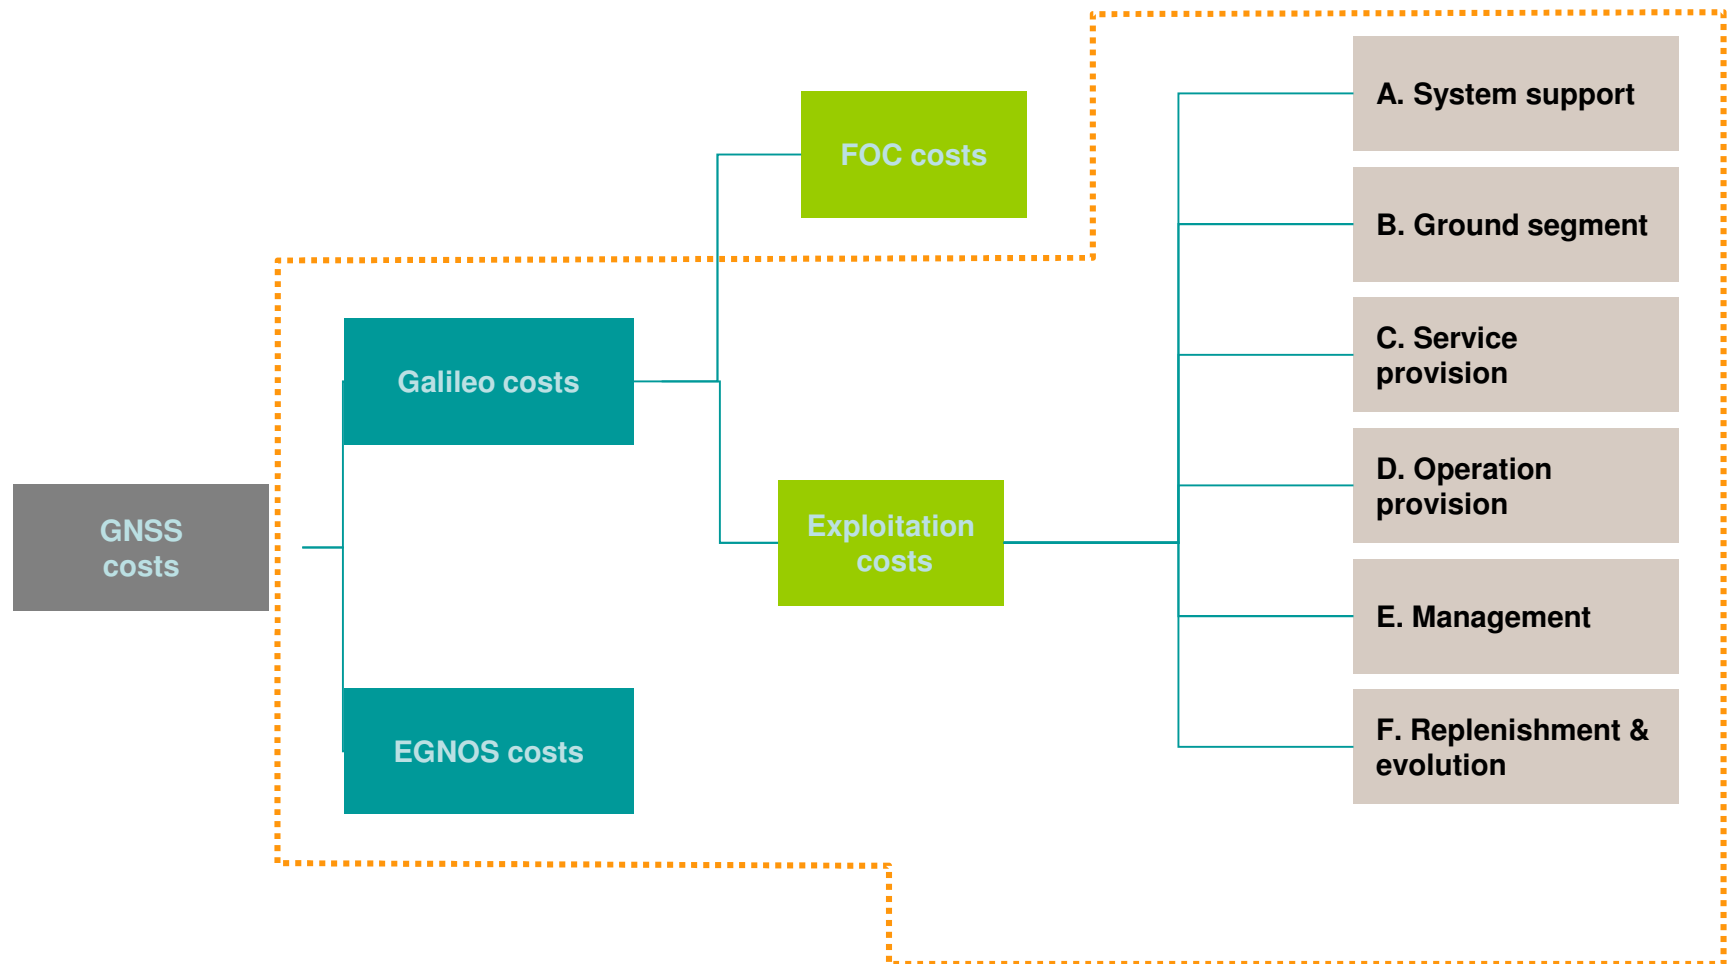 GNSS
costs
Galileo costs
EGNOS costs
FOC costs
Exploitation
costs
A. System support
B. Ground segment
C. Service
provision
D. Operation
provision
E. Management
F. Replenishment &
evolution